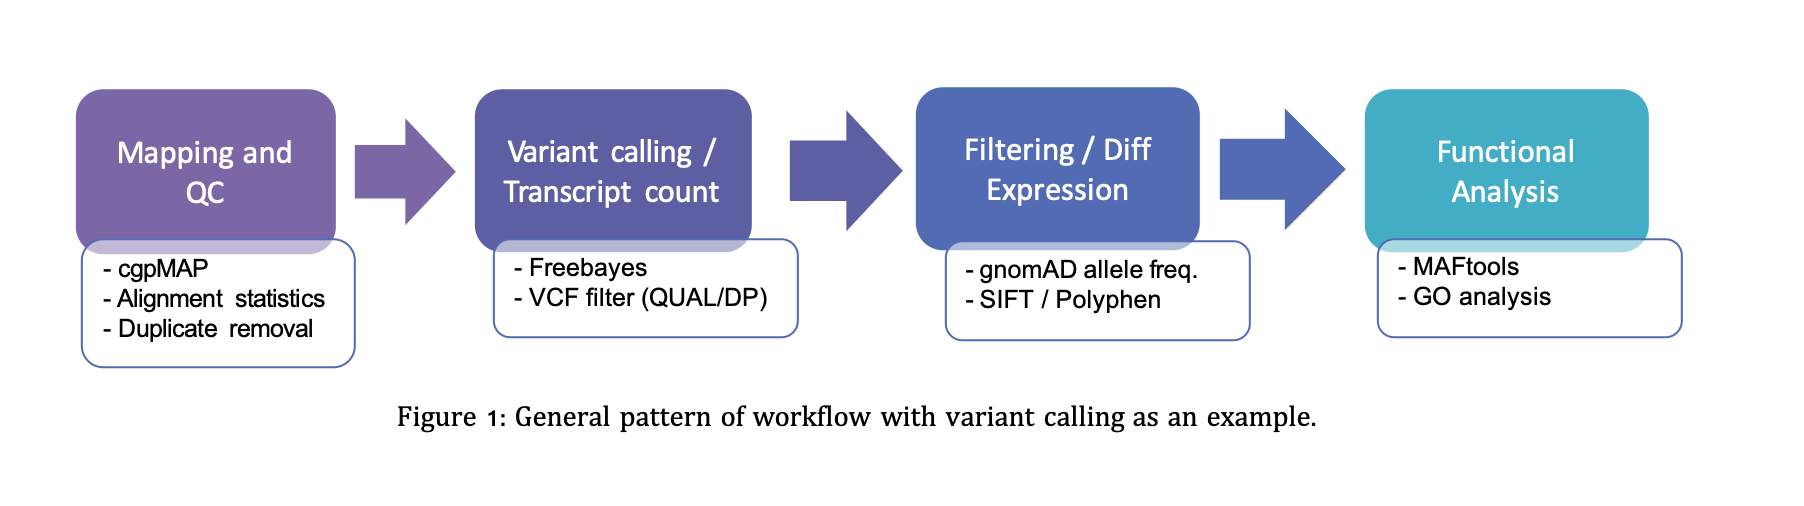 Mapping and
QC
- cgpMAP
- Alignment statistics
- Duplicate removal
Variant calling /
Transcript count
- Freebayes
- VCF filter (QUAL/DP)
Filtering / Diff
Expression
- gnomAD allele freq.
- SIFT / Polyphen
Functional
Analysis
- MAFtools
- GO analysis
Figure 1: General pattern of workflow with variant calling as an example.